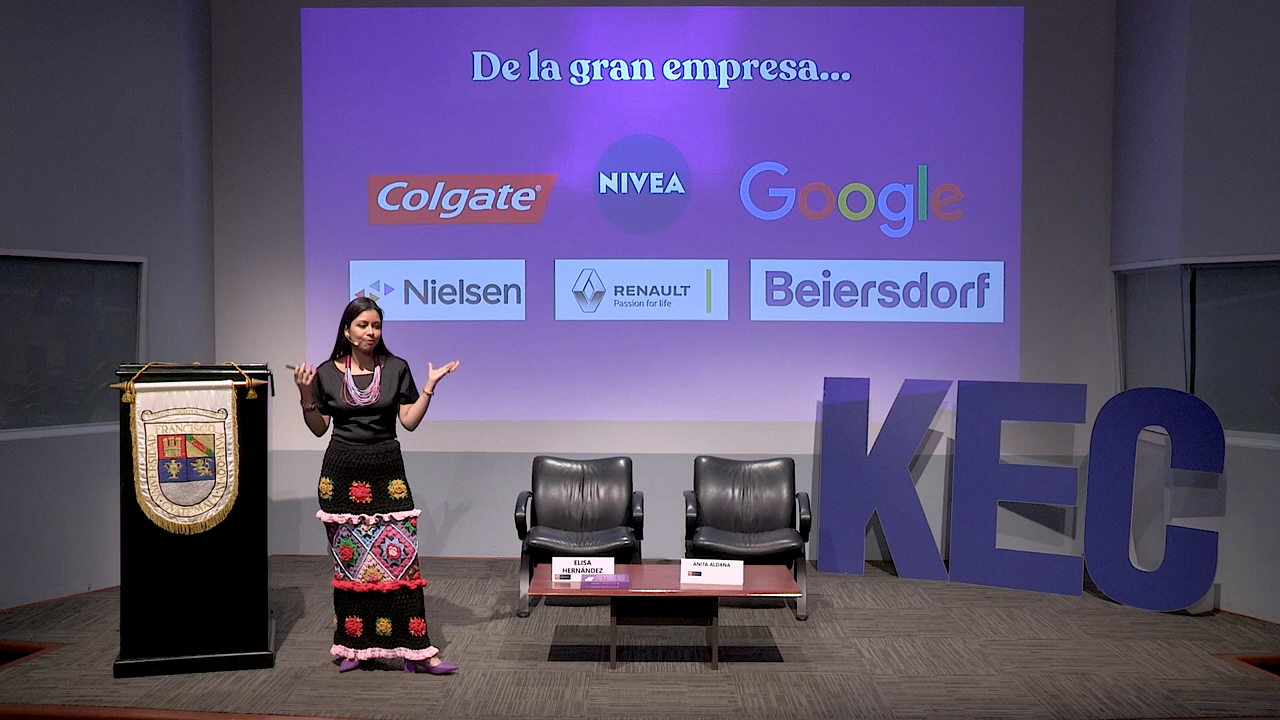 De la gran empresa...
Colgate®
NIVEA
Google
Nielsen
RENAULT
Passion for life
Beiersdorf
KEC
FRANCISCO
ELISA
HERNÁNDEZ
ANITA ALDANA